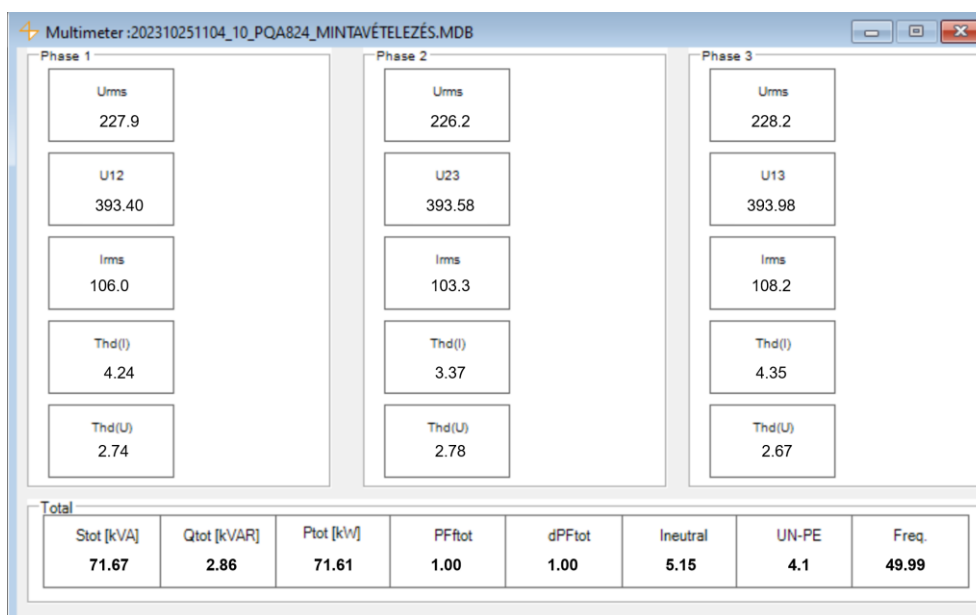 Multimeter :202310251104_10_PQA824_MINTAVÉTELEZÉS.MDB
Phase 1
Urms
227.9
U12
393.40
Irms
106.0
Thd(I)
4.24
Thd(U)
2.74
Phase 2
Urms
226.2
U23
393.58
Irms
103.3
Thd(I)
3.37
Thd(U)
2.78
Phase 3
Urms
228.2
U13
393.98
Irms
108.2
Thd(I)
4.35
Thd(U)
2.67
Total
Stot [kVA] Qtot [kVAR] Ptot [kW] PFftot dPFtot Ineutral UN-PE Freq.
71.67 2.86 71.61 1.00 1.00 5.15 4.1 49.99